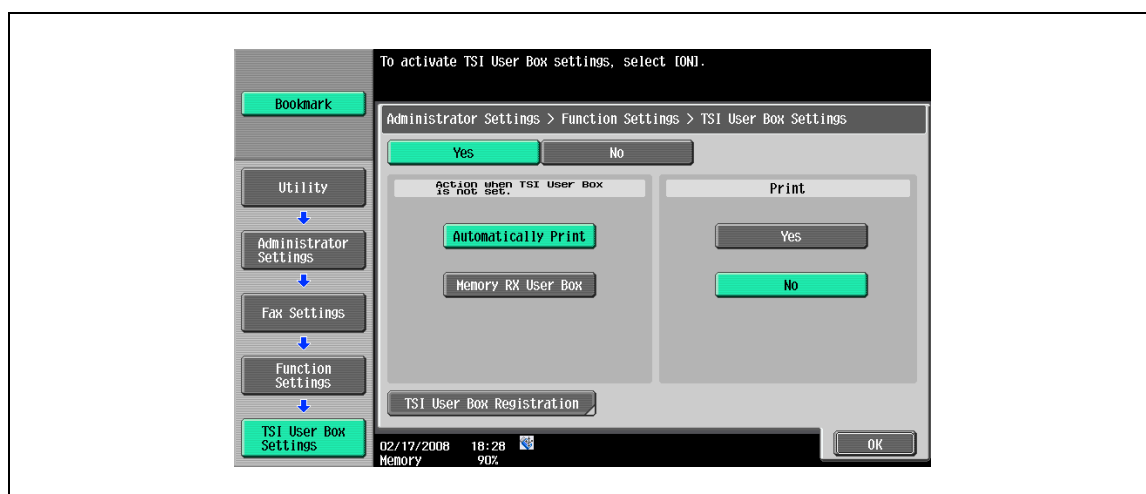 To activate TSI User Box settings, select [ON].
Bookmark
Administrator Settings > Function Settings > TSI User Box Settings
Yes
No
Utility
Action when TSI User Box
is not set.
Print
Administrator
Settings
Automatically Print
Yes
Memory RX User Box
No
Fax Settings
Function
Settings
TSI User Box Registration
TSI User Box
Settings
02/17/2008 18:28
Memory 90%
OK